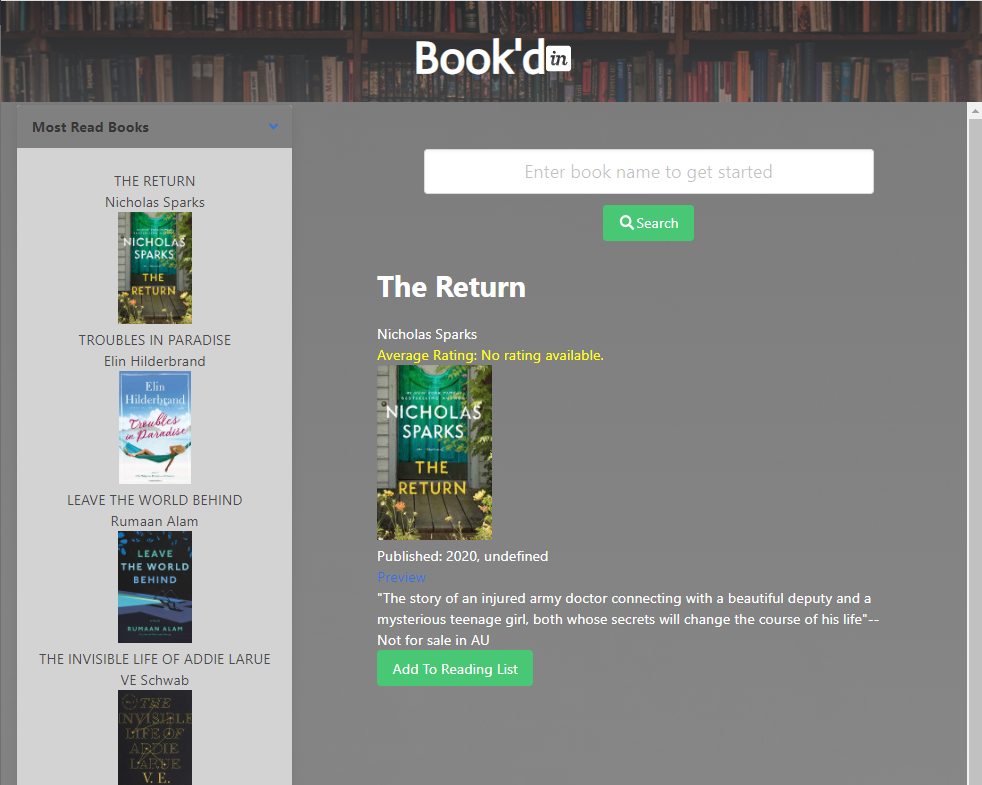 Book'd in
Most Read Books
THE RETURN
Nicholas Sparks
NICHOLAS
SPARKS
THE
RETURN
TROUBLES IN PARADISE
Elin Hilderbrand
Elin
Hilderbrand
Troubles
in Paradise
LEAVE THE WORLD BEHIND
Rumaan Alam
LEAVE
THE WORLD
BEHIND
RUMAAN ALAM
THE INVISIBLE LIFE OF ADDIE LARUE
VE Schwab
THE
INVISIBLE
LIFE OF
ADDIE
LARUE
V. E.
Enter book name to get started
Search
The Return
Nicholas Sparks
Average Rating: No rating available.
NICHOLAS
SPARKS
THE
RETURN
Published: 2020, undefined
Preview
"The story of an injured army doctor connecting with a beautiful deputy and a
mysterious teenage girl, both whose secrets will change the course of his life"--
Not for sale in AU
Add To Reading List